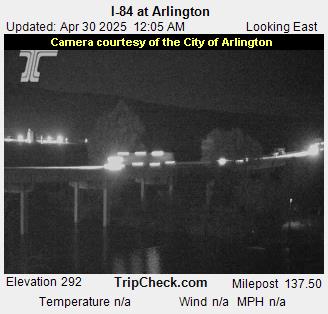 I-84 at Arlington
Updated: Apr 30 2025 12:05 AM Looking East
Camera courtesy of the City of Arlington
Elevation 292 TripCheck.com Milepost 137.50
Temperature n/a Wind n/a MPH n/a